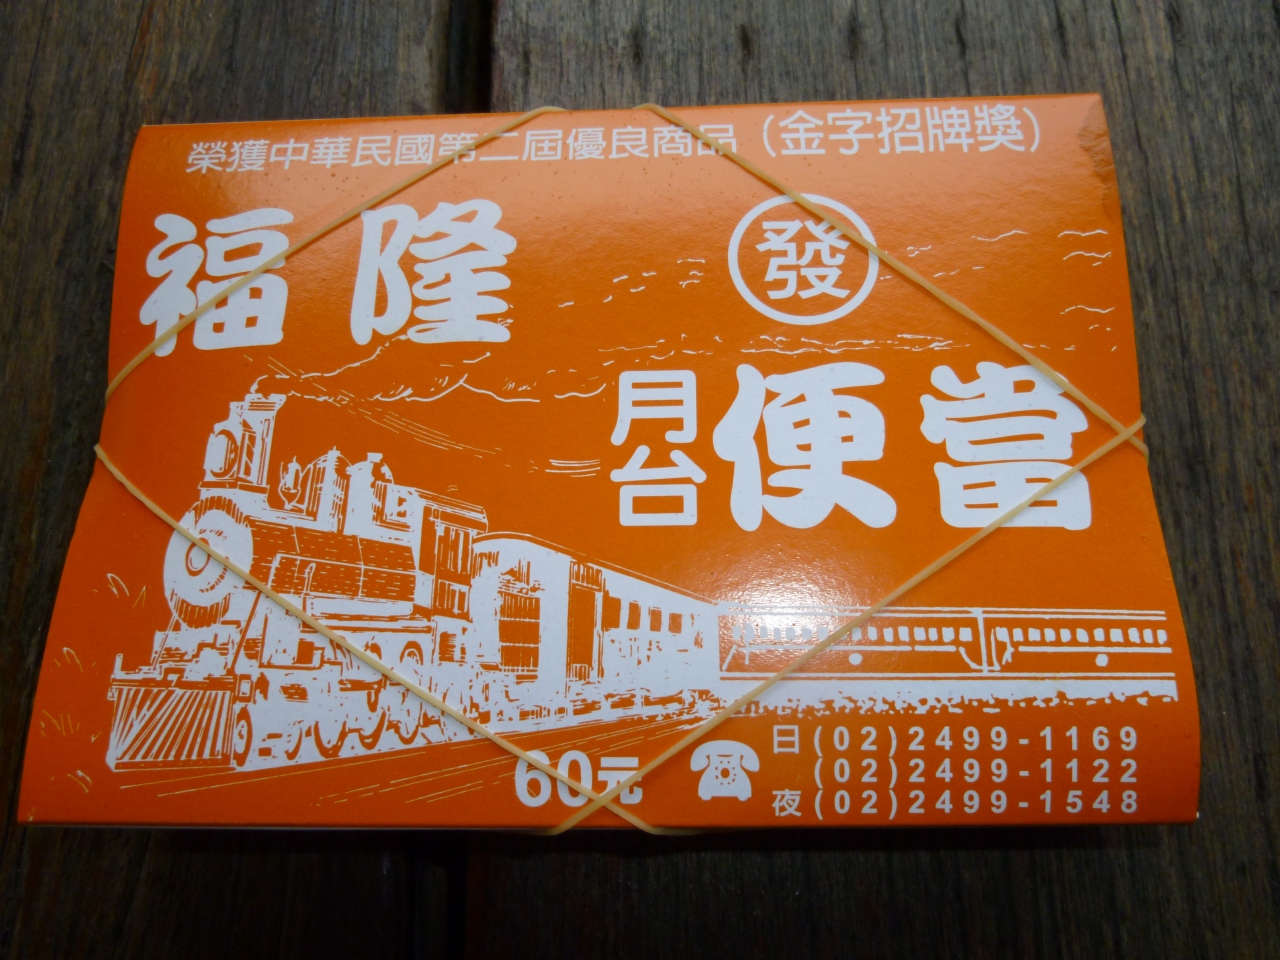 榮獲中華民國第二屆優良商品(金字招牌獎)
福隆
發
月台
便當
60元
日(02)2499-1169
(02)2499-1122
夜(02)2499-1548